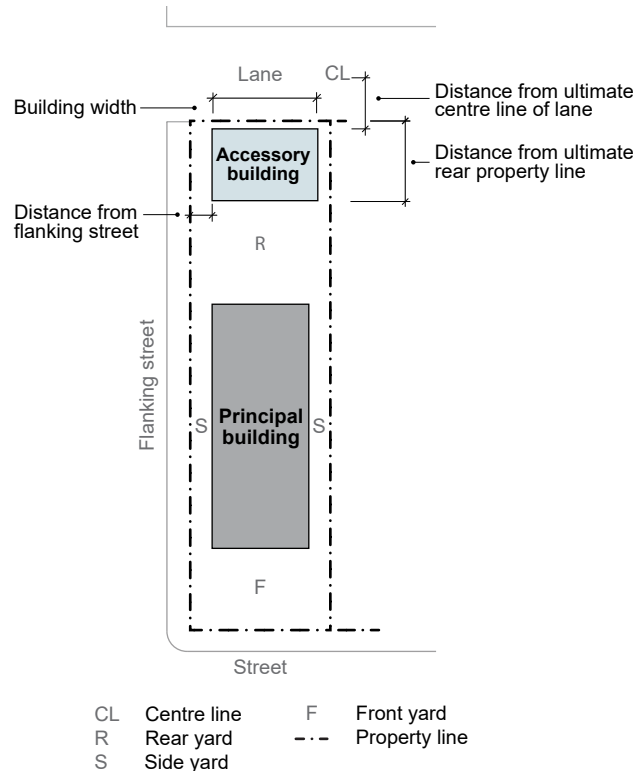 Lane
CL
Building width
Distance from ultimate
centre line of lane
Accessory
building
Distance from ultimate
rear property line
Distance from
flanking street
R
Flanking street
S
Principal
building
S
F
Street
CL Centre line
R Rear yard
S Side yard
F Front yard
Property line